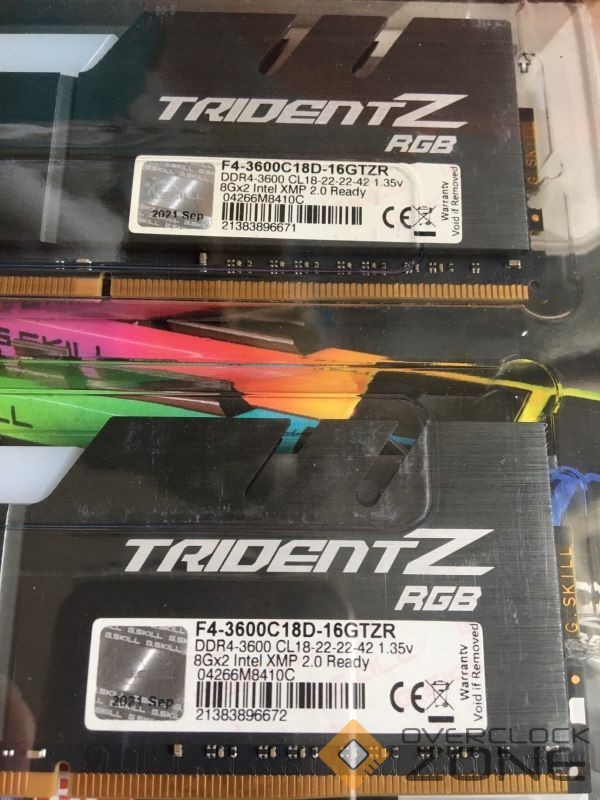 TRIDENTZ
RGB
F4-3600C18D-16GTZR
DDR4-3600 CL18-22-22-42 1.35v
8Gx2 Intel XMP 2.0 Ready
04266M8410C
2021 Sep
21383896671
CE
Warranty
Void if Removed
G.SKILL
G.SKILL
TRIDENTZ
RGB
F4-3600C18D-16GTZR
DDR4-3600 CL18-22-22-42 1.35v
8Gx2 Intel XMP 2.0 Ready
04266M8410C
2021 Sep
21383896672
CE
Warranty
Void if Removed
G.SKILL
OVERCLOCK
ZONE